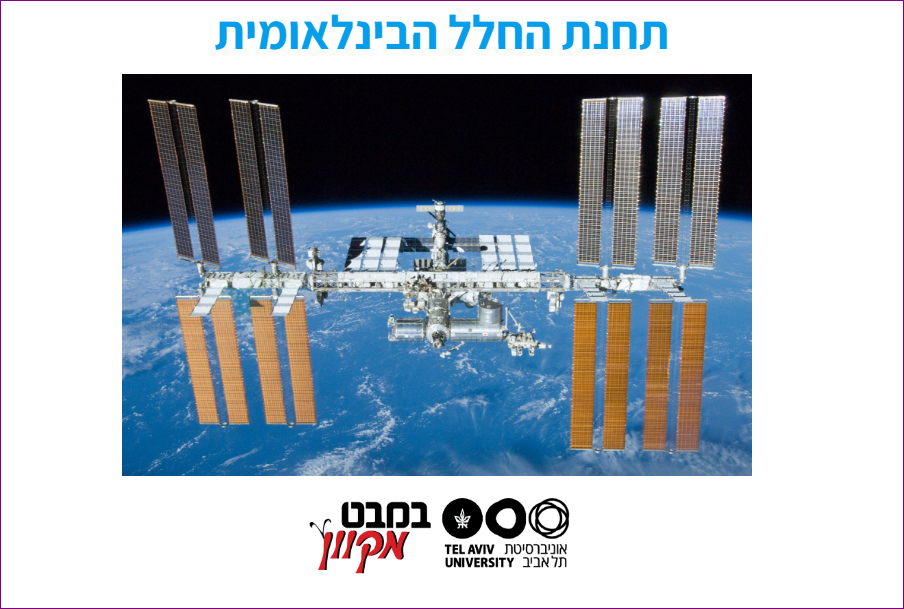 תחנת החלל הבינלאומית
במבט
מקוון
TEL AVIV אוניברסיטת
UNIVERSITY תל אביב